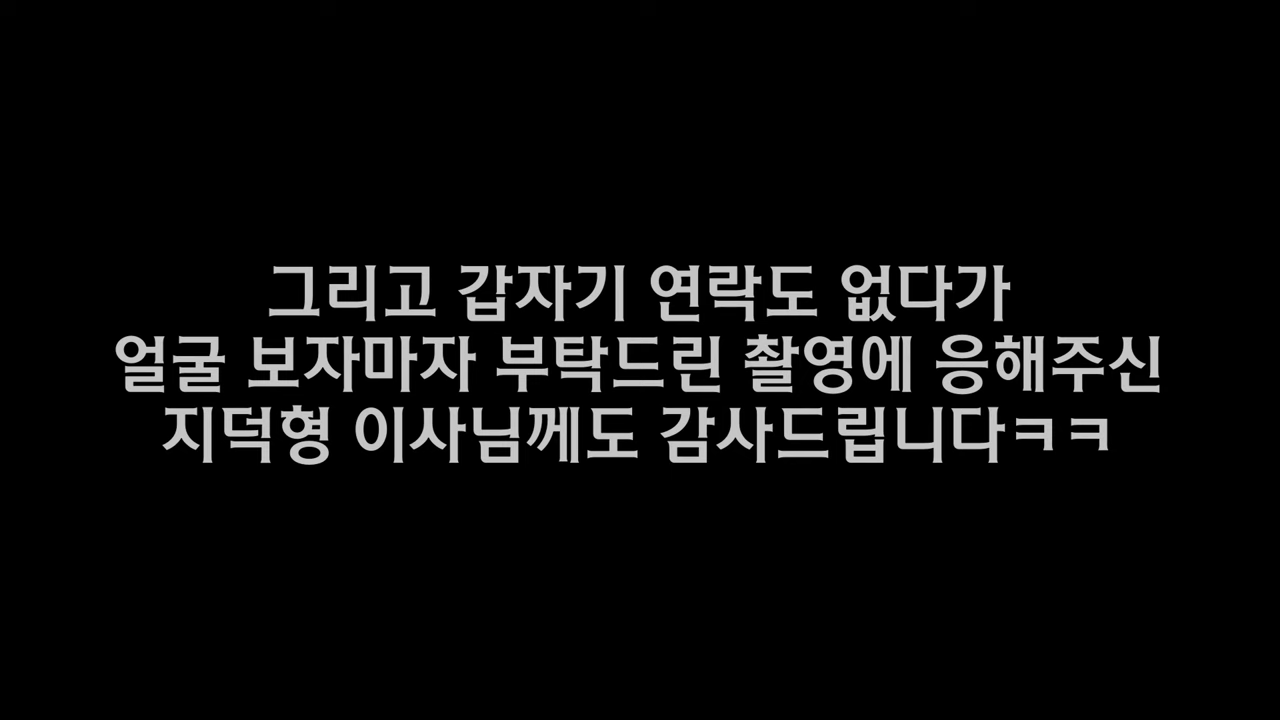 그리고 갑자기 연락도 없다가
얼굴 보자마자 부탁드린 촬영에 응해주신
지덕형 이사님께도 감사드립니다ㅋㅋ